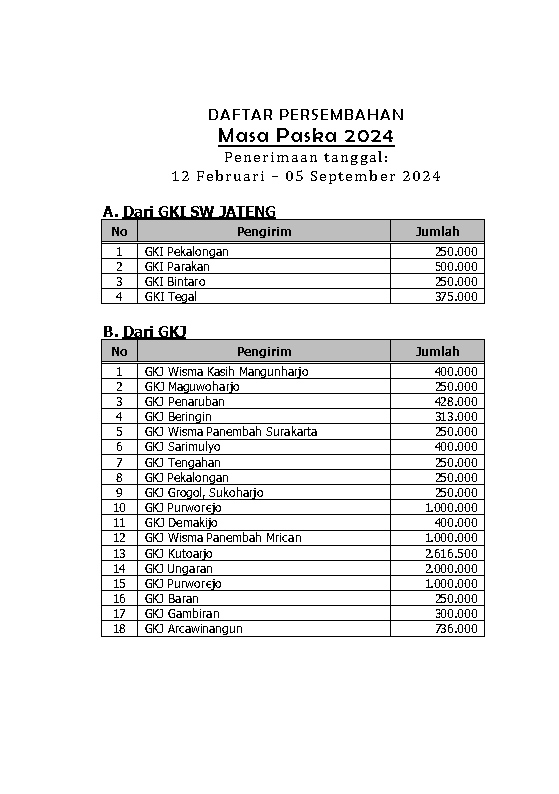 DAFTAR PERSEMBAHAN
Masa Paska 2024
Penerimaan tanggal:
12 Februari – 05 September 2024
A. Dari GKI SW JATENG
No Pengirim Jumlah
1 GKI Pekalongan 250.000
2 GKI Parakan 500.000
3 GKI Bintaro 250.000
4 GKI Tegal 375.000
B. Dari GKJ
No Pengirim Jumlah
1 GKJ Wisma Kasih Mangunharjo 400.000
2 GKJ Maguwoharjo 250.000
3 GKJ Penaruban 428.000
4 GKJ Beringin 313.000
5 GKJ Wisma Panembah Surakarta 250.000
6 GKJ Sarimulyo 400.000
7 GKJ Tengahan 250.000
8 GKJ Pekalongan 250.000
9 GKJ Grogol, Sukoharjo 250.000
10 GKJ Purworejo 1.000.000
11 GKJ Demakijo 400.000
12 GKJ Wisma Panembah Mrican 1.000.000
13 GKJ Kutoarjo 2.616.500
14 GKJ Ungaran 2.000.000
15 GKJ Purworejo 1.000.000
16 GKJ Baran 250.000
17 GKJ Gambiran 300.000
18 GKJ Arcawinangun 736.000